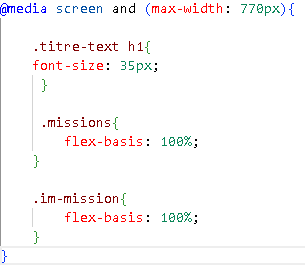 @media screen and (max-width: 770px){
.titre-text h1{
font-size: 35px;
}
.missions{
flex-basis: 100%;
}
.im-mission{
flex-basis: 100%;
}
}